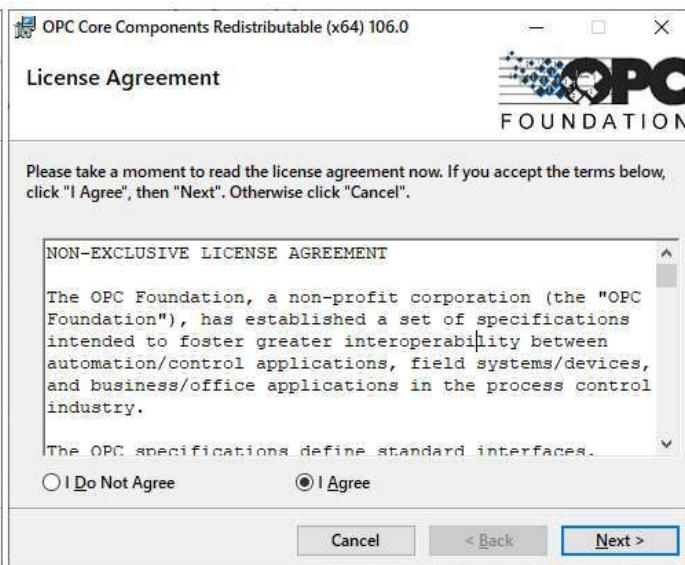 OPC Core Components Redistributable (x64) 106.0
License Agreement
OPC
FOUNDATION
Please take a moment to read the license agreement now. If you accept the terms below,
click "I Agree", then "Next". Otherwise click "Cancel".
NON-EXCLUSIVE LICENSE AGREEMENT
The OPC Foundation, a non-profit corporation (the "OPC
Foundation"), has established a set of specifications
intended to foster greater interoperability between
automation/control applications, field systems/devices,
and business/office applications in the process control
industry.
The OPC specifications define standard interfaces,
I Do Not Agree
I Agree
Cancel
< Back
Next >